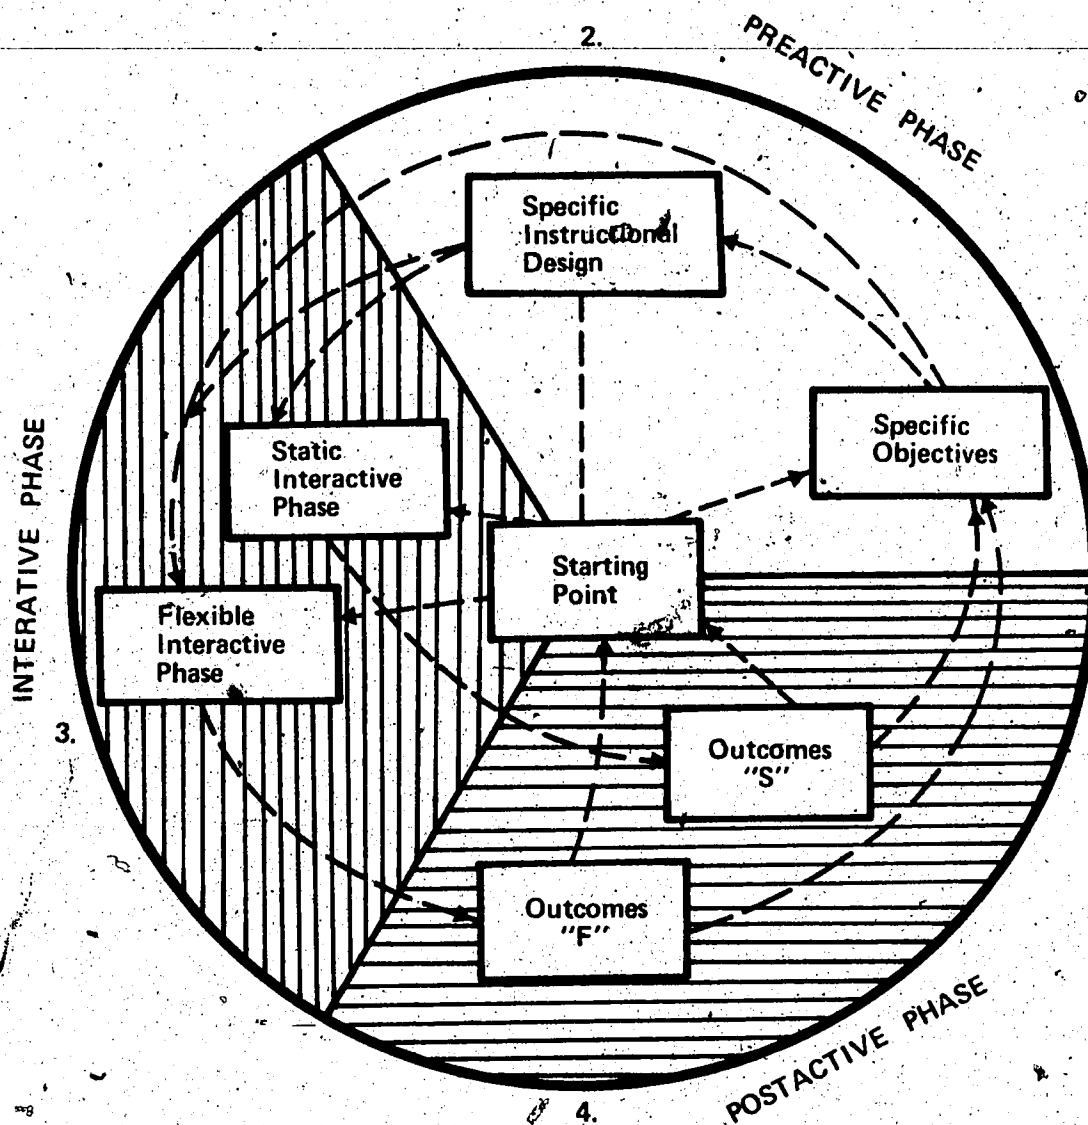 2.
PREACTIVE PHASE
Specific
Instructional
Design
Specific
Objectives
Static
Interactive
Phase
INTERATIVE PHASE
Starting
Point
Flexible
Interactive
Phase
3.
Outcomes
"S"
Outcomes
"F"
POSTACTIVE PHASE
4.